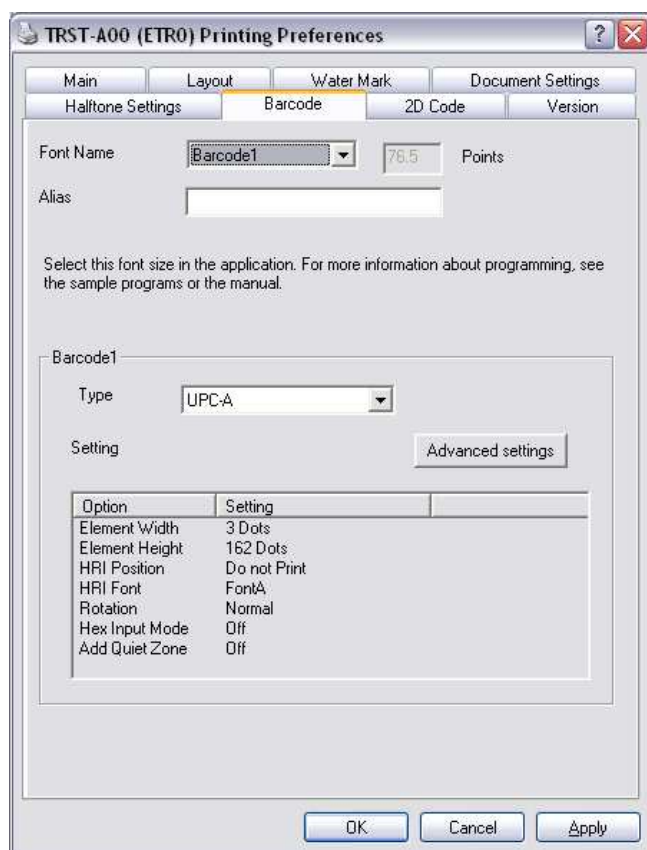 TRST-A00 (ETR0) Printing Preferences
Main Layout Water Mark Document Settings
Halftone Settings Barcode 2D Code Version
Font Name Barcode1 76.5 Points
Alias
Select this font size in the application. For more information about programming, see
the sample programs or the manual.
Barcode1
Type UPC-A
Setting Advanced settings
Option Setting
Element Width 3 Dots
Element Height 162 Dots
HRI Position Do not Print
HRI Font FontA
Rotation Normal
Hex Input Mode Off
Add Quiet Zone Off
OK Cancel Apply